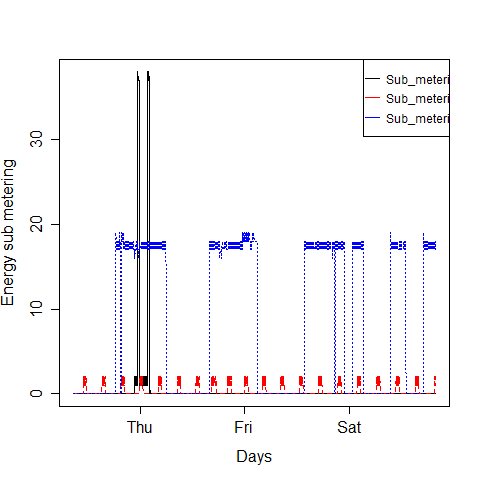 Sub_meteri
Sub_meteri
Sub_meteri
Energy sub metering
30
20
10
0
Thu
Fri
Sat
Days